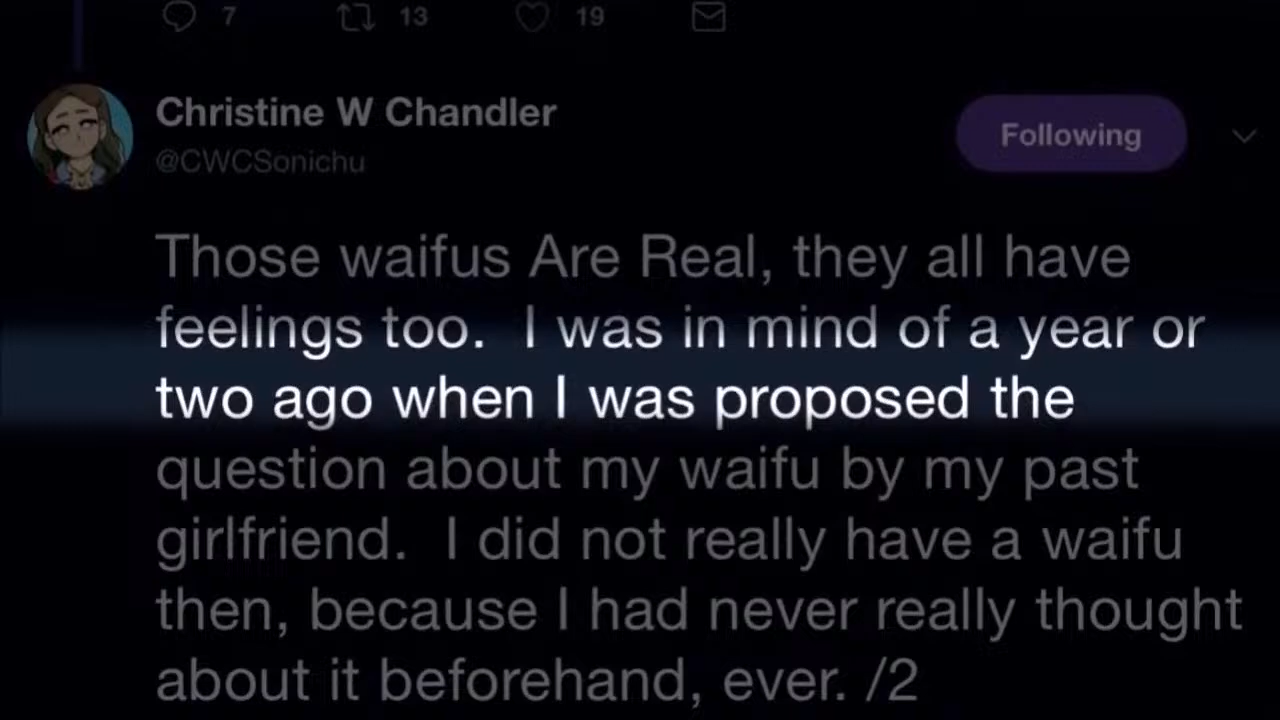 7 13 19
Christine W Chandler
@CWCSonichu
Following
Those waifus Are Real, they all have
feelings too. I was in mind of a year or
two ago when I was proposed the
question about my waifu by my past
girlfriend. I did not really have a waifu
then, because I had never really thought
about it beforehand, ever. /2